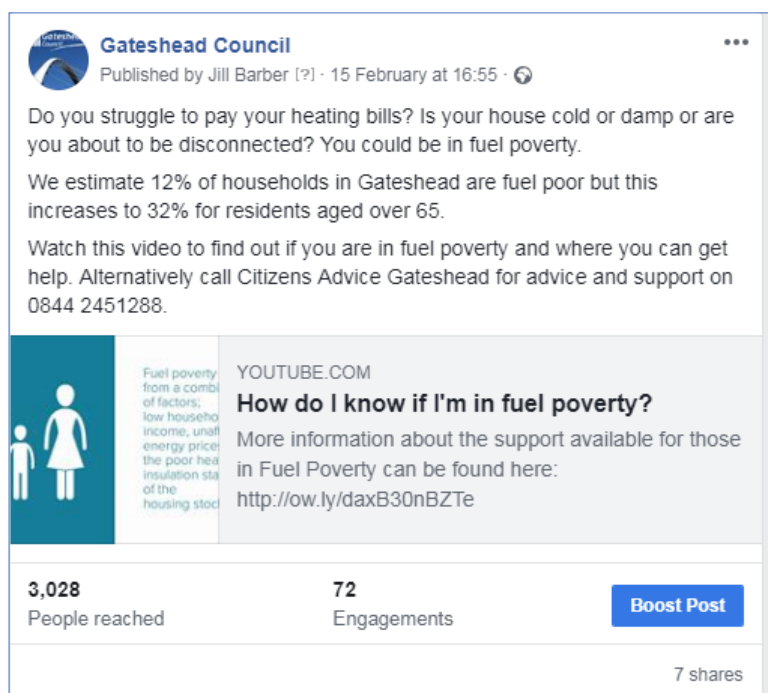 Gateshead Council
Published by Jill Barber [?] · 15 February at 16:55 ·
Do you struggle to pay your heating bills? Is your house cold or damp or are
you about to be disconnected? You could be in fuel poverty.
We estimate 12% of households in Gateshead are fuel poor but this
increases to 32% for residents aged over 65.
Watch this video to find out if you are in fuel poverty and where you can get
help. Alternatively call Citizens Advice Gateshead for advice and support on
0844 2451288.
Fuel poverty
from a combi
of factors;
low househo
income, unaf
energy price
the poor hea
insulation sta
of the
housing stoc
YOUTUBE.COM
How do I know if I'm in fuel poverty?
More information about the support available for those
in Fuel Poverty can be found here:
http://ow.ly/daxB30nBZTe
3,028
People reached
72
Engagements
Boost Post
7 shares